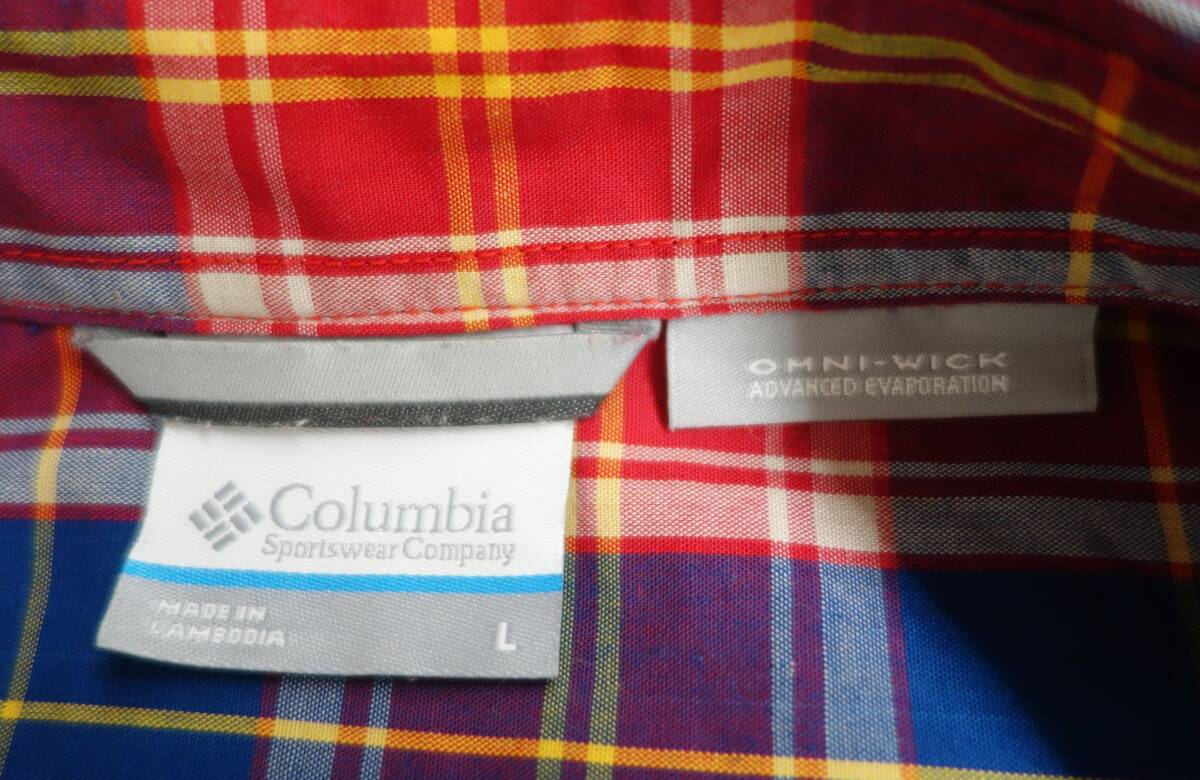 OMNI-WICK
ADVANCED EVAPORATION
Columbia
Sportswear Company
MADE IN
CAMBODIA
L